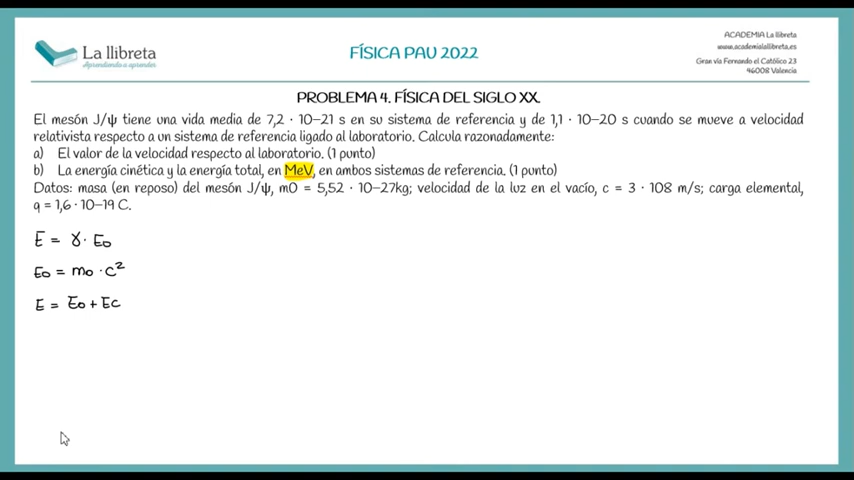 La llibreta
Aprendiendo a aprender
FÍSICA PAU 2022
ACADEMIA La llibreta
www.academialallibreta.es
Gran vía Fernando el Católico 23
46008 Valencia
PROBLEMA 4. FÍSICA DEL SIGLO XX.
El mesón J/ψ tiene una vida media de 7,2 · 10–21 s en su sistema de referencia y de 1,1 · 10–20 s cuando se mueve a velocidad
relativista respecto a un sistema de referencia ligado al laboratorio. Calcula razonadamente:
a) El valor de la velocidad respecto al laboratorio. (1 punto)
b) La energía cinética y la energía total, en MeV, en ambos sistemas de referencia. (1 punto)
Datos: masa (en reposo) del mesón J/ψ, m0 = 5,52 · 10–27kg; velocidad de la luz en el vacío, c = 3 · 108 m/s; carga elemental,
q = 1,6 · 10–19 C.
E = γ · E₀
E₀ = m₀ · c²
E = E₀ + Ec